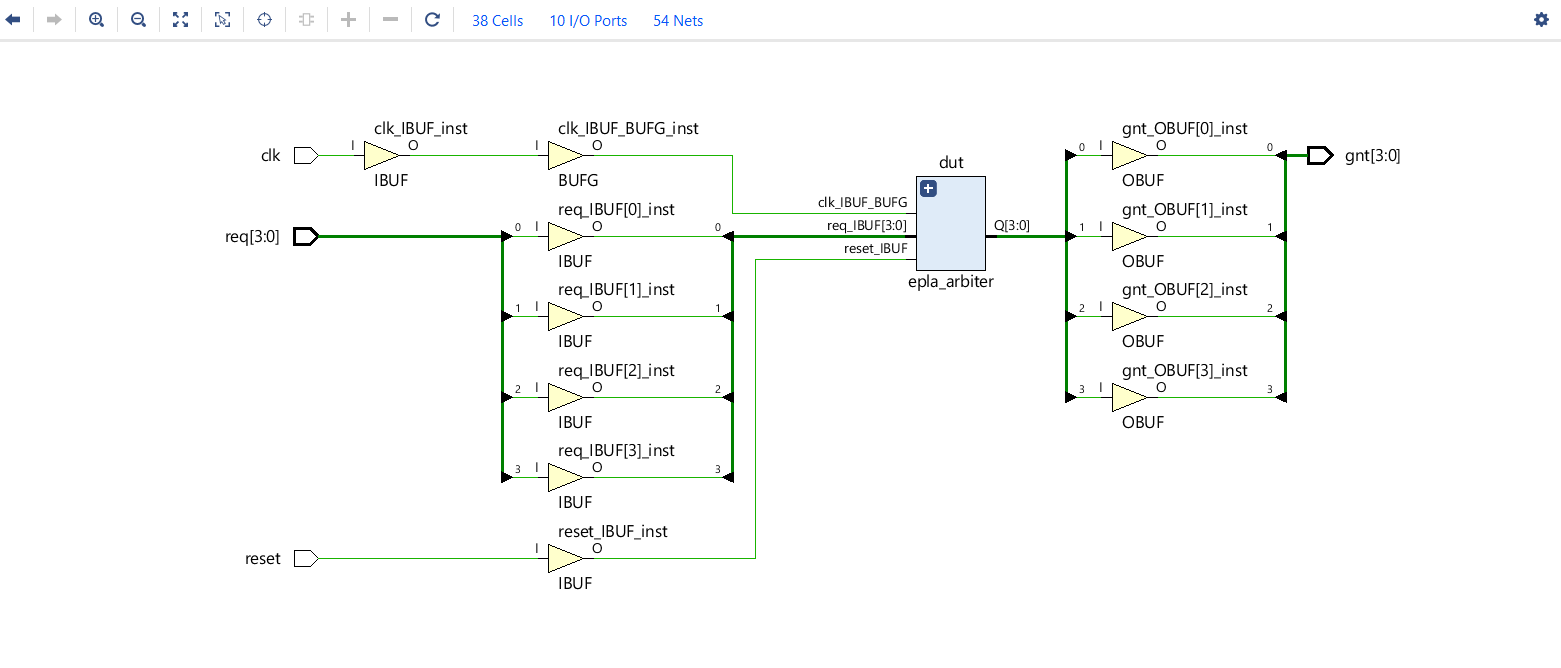 38 Cells 10 I/O Ports 54 Nets
clk_IBUF_inst
clk I O
IBUF
clk_IBUF_BUFG_inst
I O
BUFG
req_IBUF[0]_inst
req[3:0] 0 I O 0
IBUF
req_IBUF[1]_inst
1 I O 1
IBUF
req_IBUF[2]_inst
2 I O 2
IBUF
req_IBUF[3]_inst
3 I O 3
IBUF
reset_IBUF_inst
reset I O
IBUF
dut
clk_IBUF_BUFG
req_IBUF[3:0] Q[3:0]
reset_IBUF
epla_arbiter
gnt_OBUF[0]_inst
0 I O 0 gnt[3:0]
OBUF
gnt_OBUF[1]_inst
1 I O 1
OBUF
gnt_OBUF[2]_inst
2 I O 2
OBUF
gnt_OBUF[3]_inst
3 I O 3
OBUF